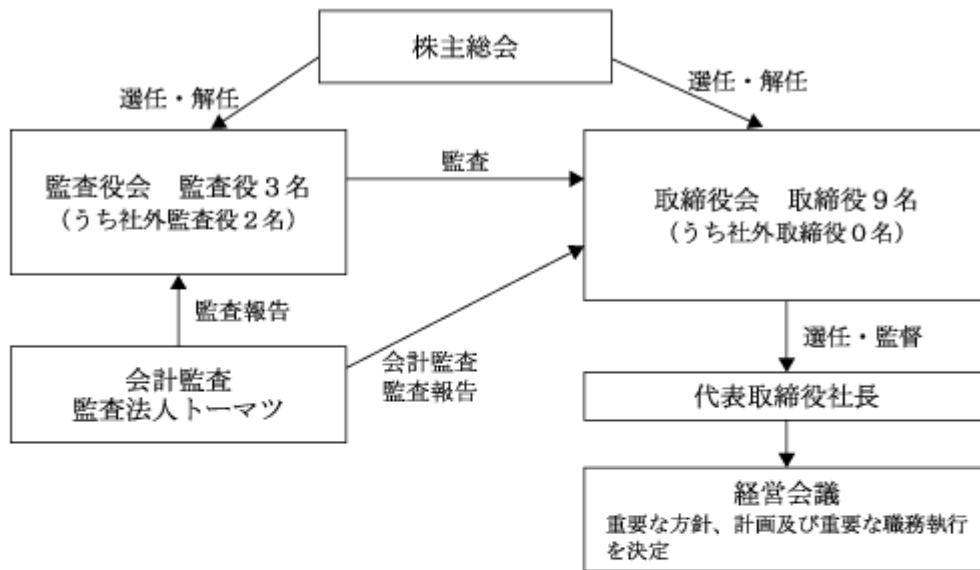 株主総会
選任・解任
選任・解任
監査役会　監査役３名
（うち社外監査役２名）
監査
取締役会　取締役９名
（うち社外取締役０名）
監査報告
会計監査
監査報告
選任・監督
会計監査
監査法人トーマツ
代表取締役社長
経営会議
重要な方針、計画及び重要な職務執行
を決定